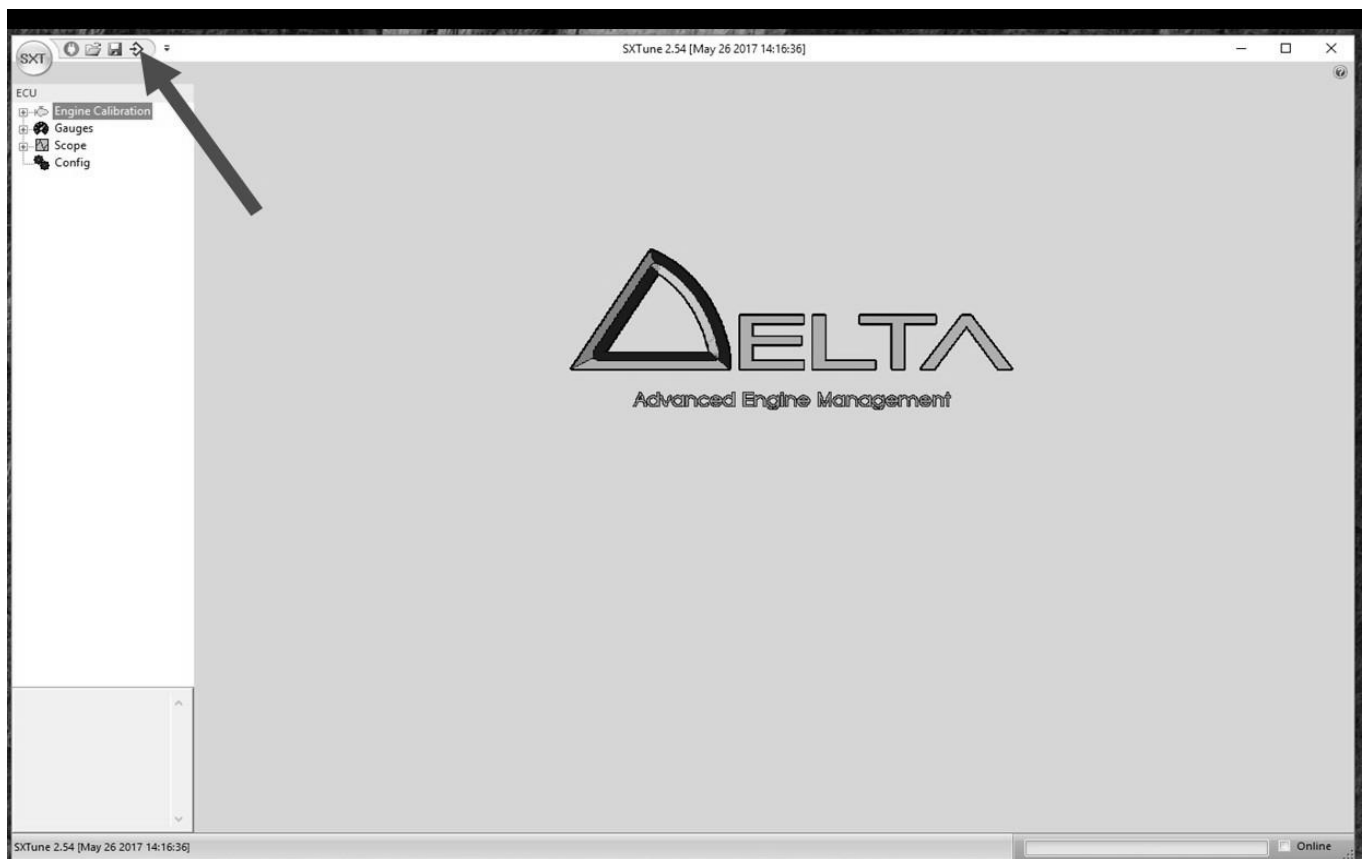 SXT
SXTune 2.54 [May 26 2017 14:16:36]
ECU
Engine Calibration
Gauges
Scope
Config
DELTA
Advanced Engine Management
SXTune 2.54 [May 26 2017 14:16:36]
Online